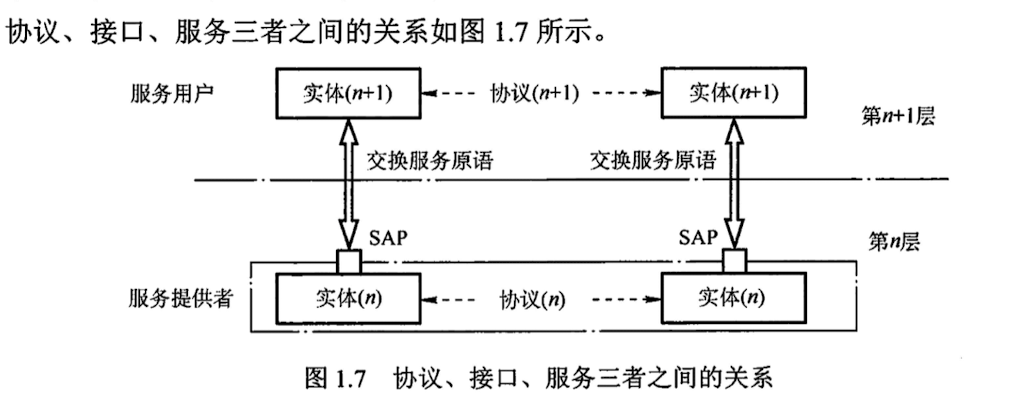 协议、接口、服务三者之间的关系如图 1.7 所示。
服务用户 实体(n+1) 协议(n+1) 实体(n+1)
第n+1层
交换服务原语 交换服务原语
SAP SAP 第n层
服务提供者 实体(n) 协议(n) 实体(n)
图 1.7 协议、接口、服务三者之间的关系